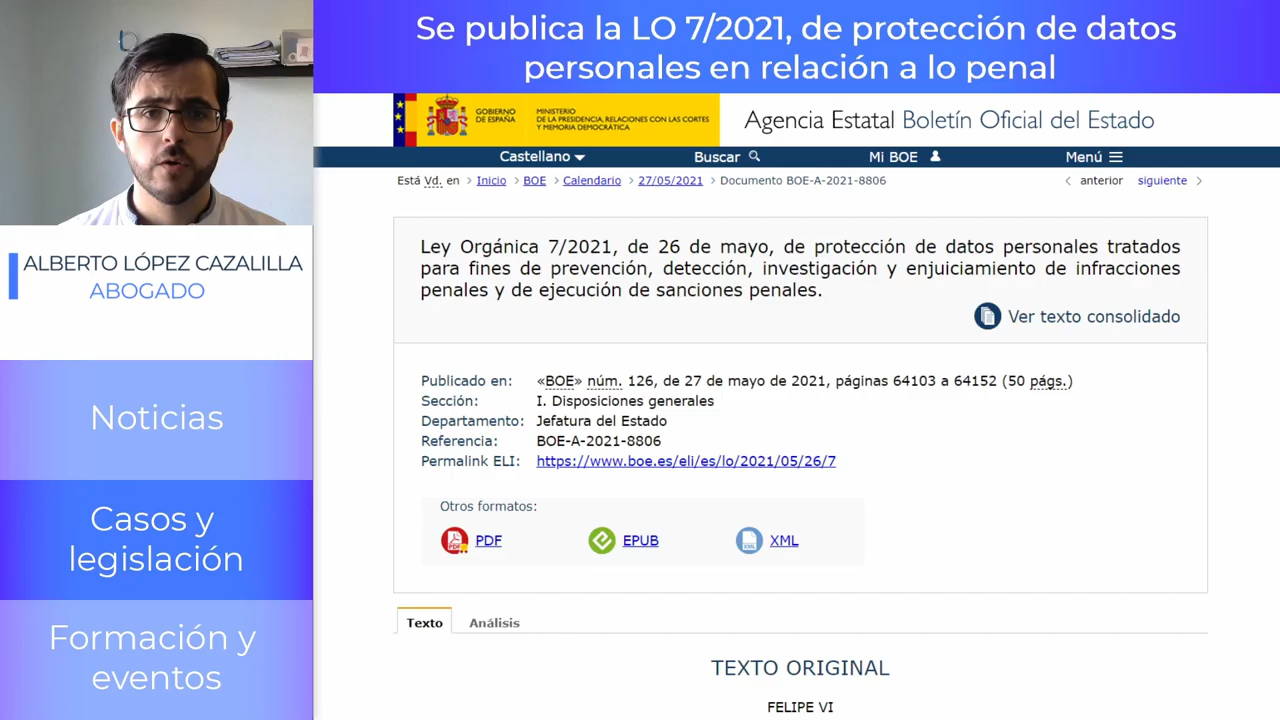 Se publica la LO 7/2021, de protección de datos
personales en relación a lo penal
GOBIERNO
DE ESPAÑA
MINISTERIO
DE LA PRESIDENCIA, RELACIONES CON LAS CORTES
Y MEMORIA DEMOCRÁTICA
Agencia Estatal Boletín Oficial del Estado
Castellano
Buscar
Mi BOE
Menú
Está Vd. en > Inicio > BOE > Calendario > 27/05/2021 > Documento BOE-A-2021-8806
< anterior siguiente >
Ley Orgánica 7/2021, de 26 de mayo, de protección de datos personales tratados
para fines de prevención, detección, investigación y enjuiciamiento de infracciones
penales y de ejecución de sanciones penales.
Ver texto consolidado
Publicado en: «BOE» núm. 126, de 27 de mayo de 2021, páginas 64103 a 64152 (50 págs.)
Sección: I. Disposiciones generales
Departamento: Jefatura del Estado
Referencia: BOE-A-2021-8806
Permalink ELI: https://www.boe.es/eli/es/lo/2021/05/26/7
Otros formatos:
PDF
PDF
EPUB
XML
XML
Texto
Análisis
TEXTO ORIGINAL
FELIPE VI
ALBERTO LÓPEZ CAZALILLA
ABOGADO
Noticias
Casos y
legislación
Formación y
eventos